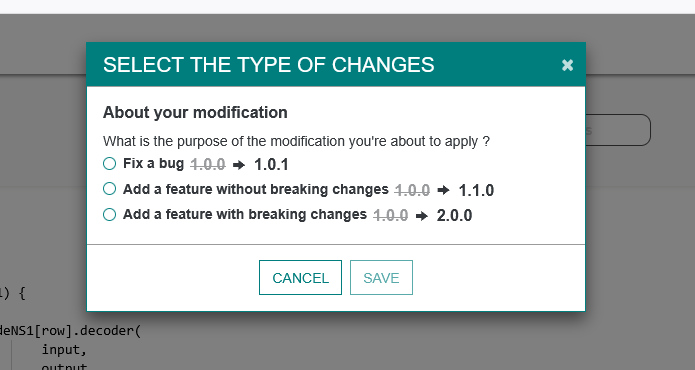 SELECT THE TYPE OF CHANGES ✖
About your modification
What is the purpose of the modification you're about to apply ?
Fix a bug 1.0.0 ➔ 1.0.1
Add a feature without breaking changes 1.0.0 ➔ 1.1.0
Add a feature with breaking changes 1.0.0 ➔ 2.0.0
CANCEL SAVE
) {
deNS1[row].decoder(
input,
output